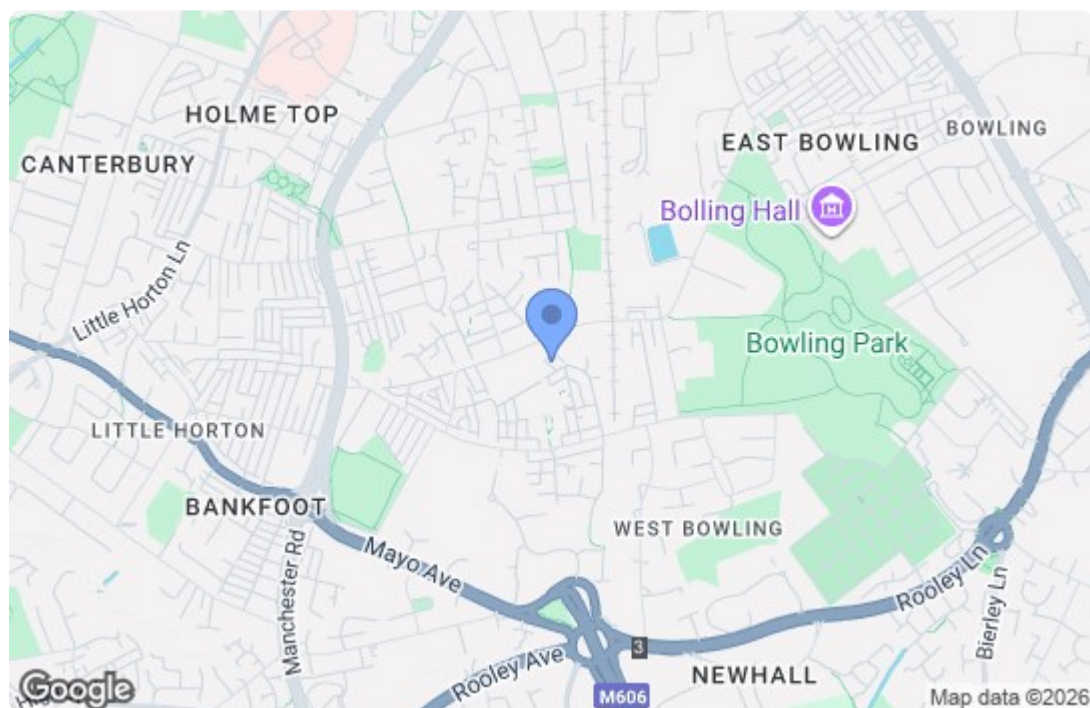 HOLME TOP
CANTERBURY
EAST BOWLING
BOWLING
Bolling Hall
Little Horton Ln
Bowling Park
LITTLE HORTON
BANKFOOT
WEST BOWLING
Mayo Ave
Manchester Rd
Rooley Ln
Bierley Ln
3
Rooley Ave
NEWHALL
M606
Google
Map data ©2026